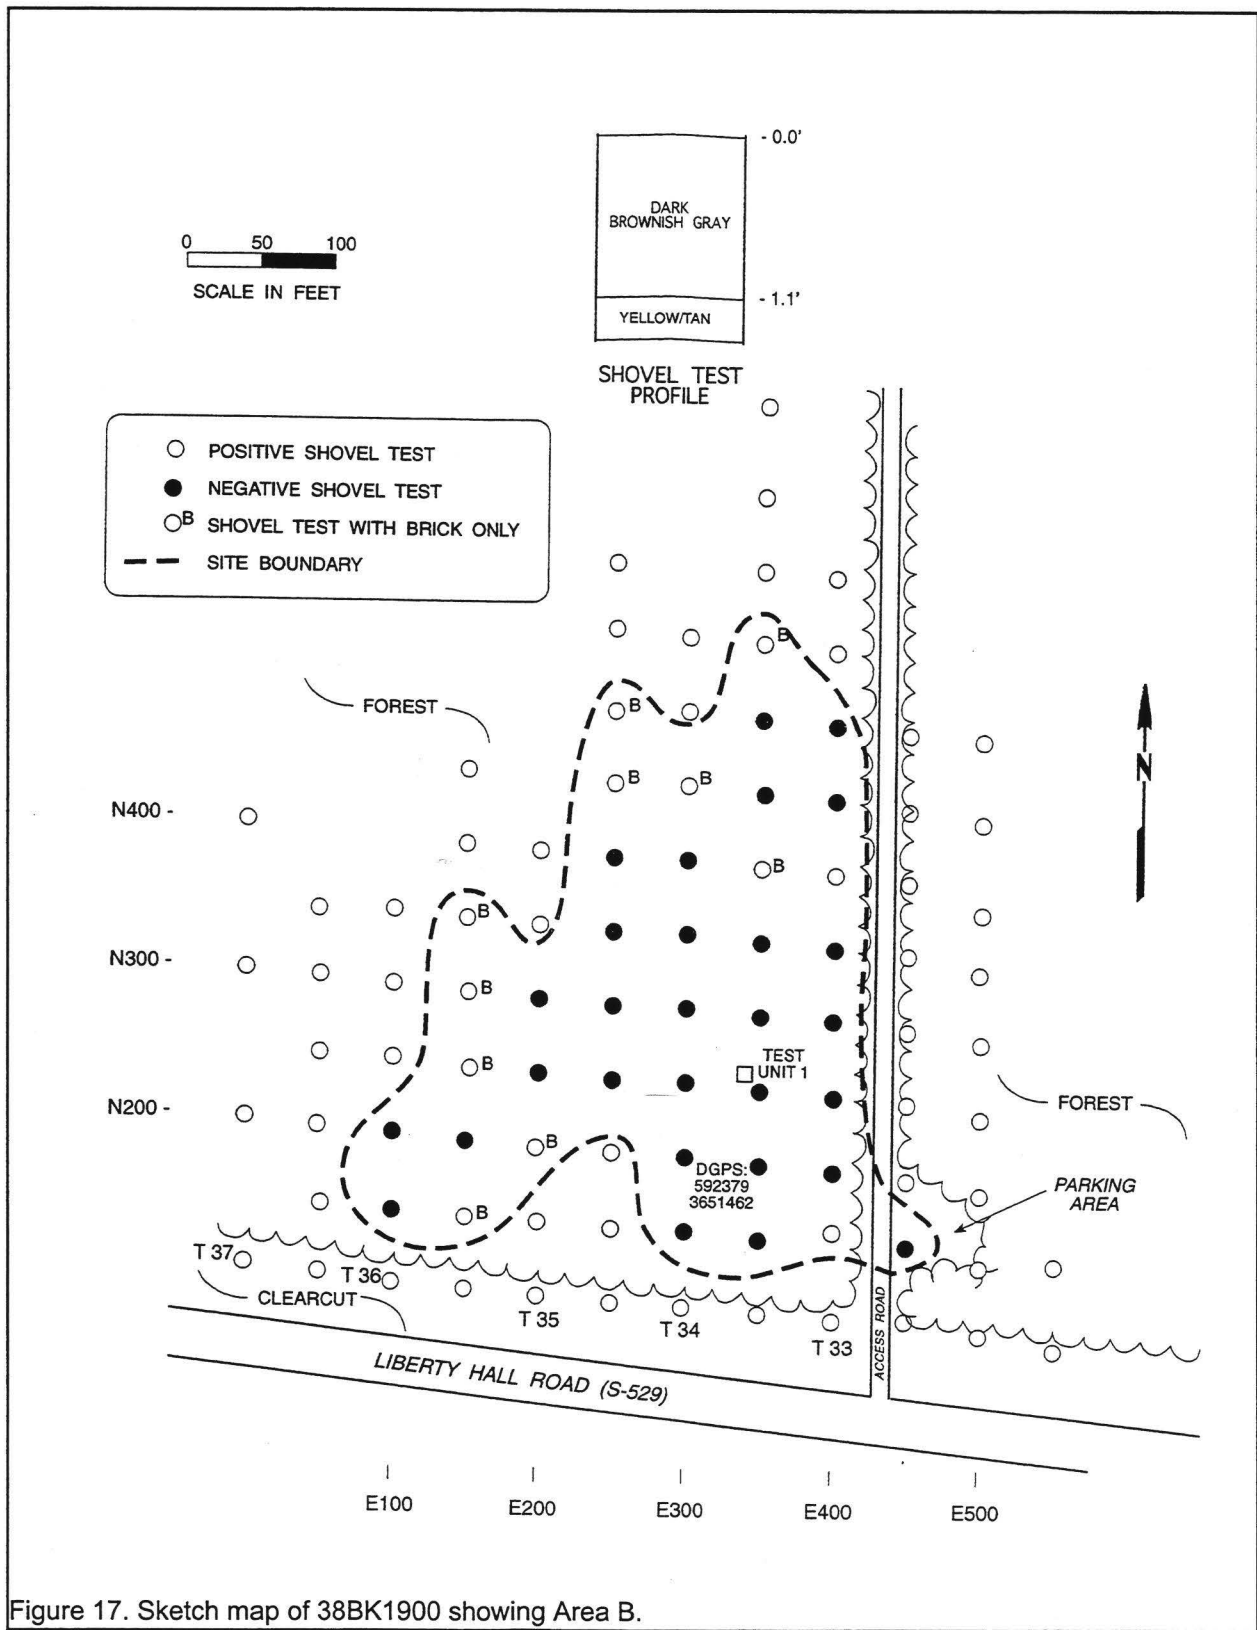 - 0.0'
DARK
BROWNISH GRAY
- 1.1'
YELLOW/TAN
SHOVEL TEST
PROFILE
0 50 100
SCALE IN FEET
POSITIVE SHOVEL TEST
NEGATIVE SHOVEL TEST
B SHOVEL TEST WITH BRICK ONLY
SITE BOUNDARY
B
FOREST
B
B
B
N400 -
B
B
N300 -
B
B
TEST
UNIT 1
N200 -
FOREST
B
DGPS:
592379
3651462
PARKING
AREA
B
N
T 37
T 36
CLEARCUT
T 35
T 34
T 33
ACCESS ROAD
LIBERTY HALL ROAD (S-529)
E100
E200
E300
E400
E500
Figure 17. Sketch map of 38BK1900 showing Area B.